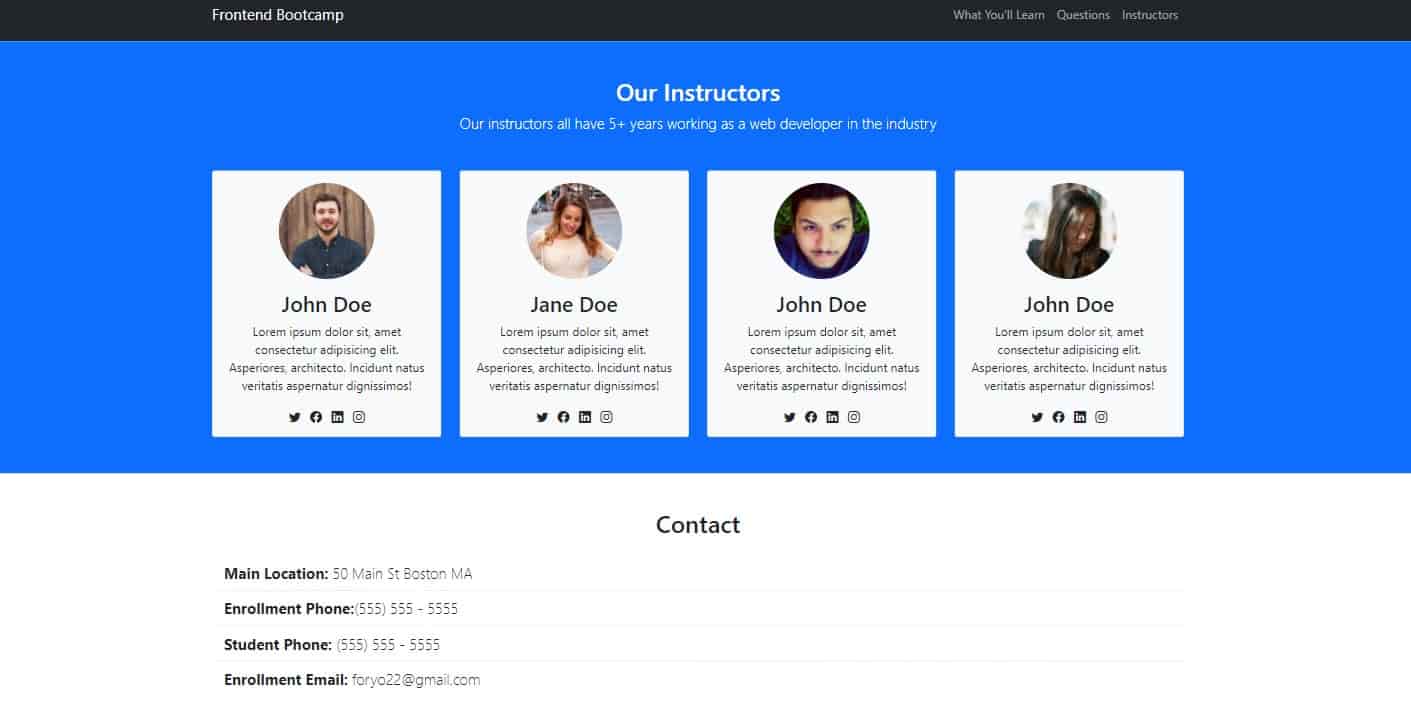 Frontend Bootcamp
What You'll Learn Questions Instructors
Our Instructors
Our instructors all have 5+ years working as a web developer in the industry
John Doe
Lorem ipsum dolor sit, amet
consectetur adipisicing elit.
Asperiores, architecto. Incidunt natus
veritatis aspernatur dignissimos!
Jane Doe
Lorem ipsum dolor sit, amet
consectetur adipisicing elit.
Asperiores, architecto. Incidunt natus
veritatis aspernatur dignissimos!
John Doe
Lorem ipsum dolor sit, amet
consectetur adipisicing elit.
Asperiores, architecto. Incidunt natus
veritatis aspernatur dignissimos!
John Doe
Lorem ipsum dolor sit, amet
consectetur adipisicing elit.
Asperiores, architecto. Incidunt natus
veritatis aspernatur dignissimos!
Contact
Main Location: 50 Main St Boston MA
Enrollment Phone:(555) 555 - 5555
Student Phone: (555) 555 - 5555
Enrollment Email: foryo22@gmail.com